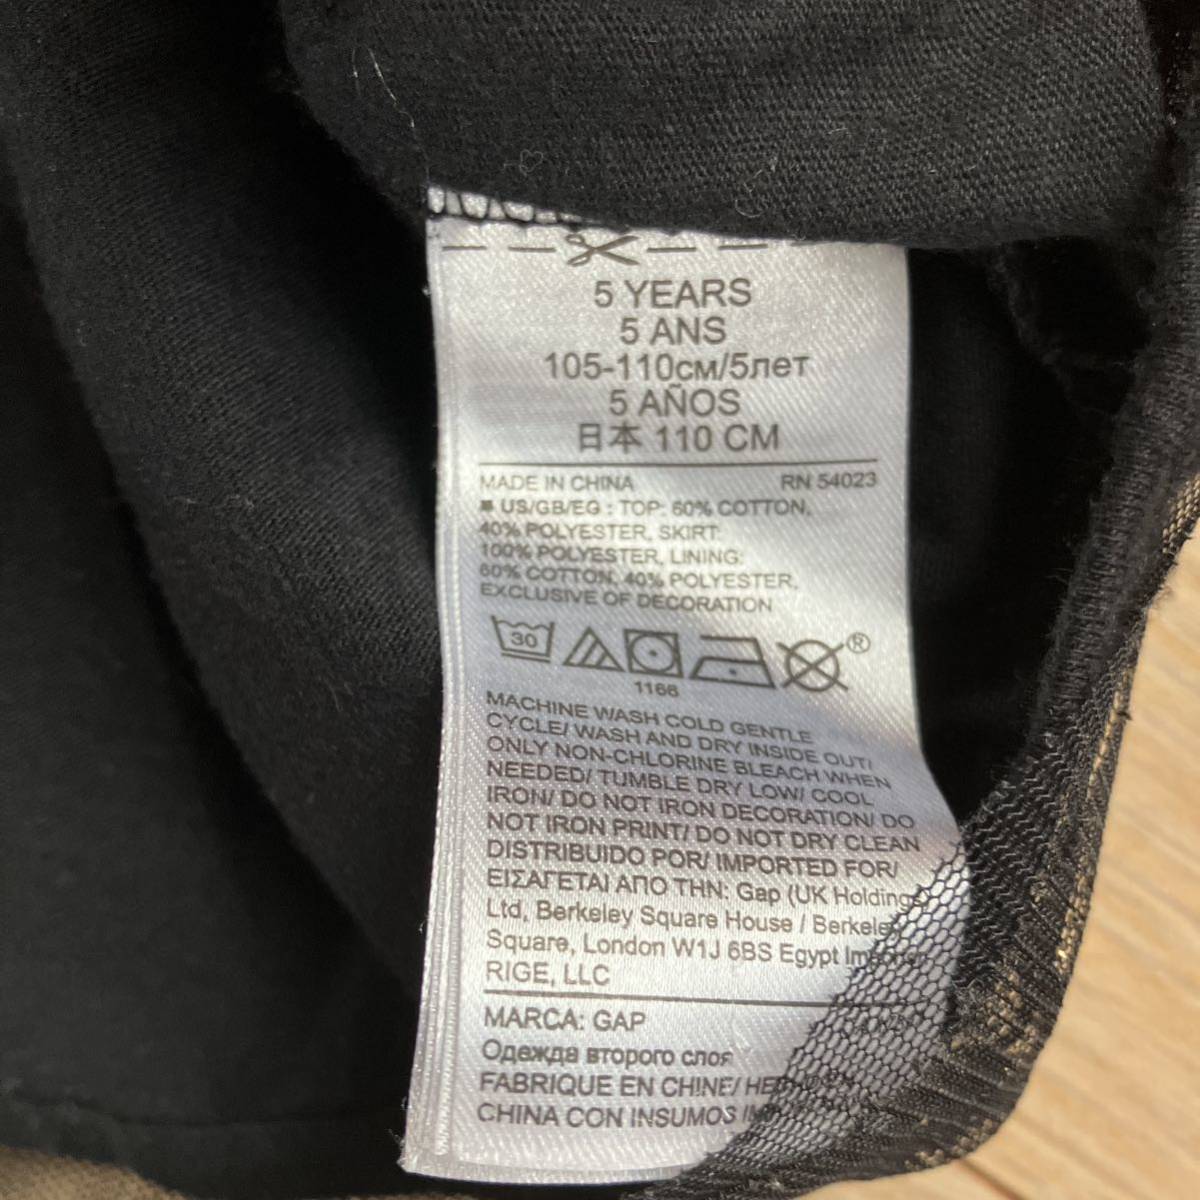 5 YEARS
5 ANS
105-110см/5лет
5 AÑOS
日本 110 CM
MADE IN CHINA RN 54023
■ US/GB/EG : TOP: 60% COTTON,
40% POLYESTER, SKIRT:
100% POLYESTER, LINING:
60% COTTON, 40% POLYESTER,
EXCLUSIVE OF DECORATION
30 ®
1166
MACHINE WASH COLD GENTLE
CYCLE/ WASH AND DRY INSIDE OUT/
ONLY NON-CHLORINE BLEACH WHEN
NEEDED/ TUMBLE DRY LOW/ COOL
IRON/ DO NOT IRON DECORATION/ DO
NOT IRON PRINT/ DO NOT DRY CLEAN
DISTRIBUIDO POR/ IMPORTED FOR/
ΕΙΣΑΓΕΤΑΙ ΑΠΟ ΤΗΝ: Gap (UK Holdings)
Ltd, Berkeley Square House / Berkeley
Square, London W1J 6BS Egypt
RIGE, LLC
MARCA: GAP
Одежда второго слоя
FABRIQUE EN CHINE/
CHINA CON INSUMOS